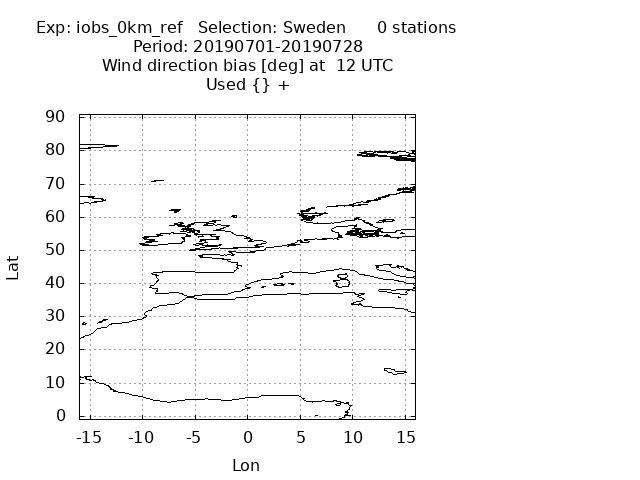 Exp: iobs_0km_ref   Selection: Sweden      0 stations
Period: 20190701-20190728
Wind direction bias [deg] at  12 UTC
Used {} +
90
80
70
60
50
40
30
20
10
0
Lat
-15 -10 -5 0 5 10 15
Lon